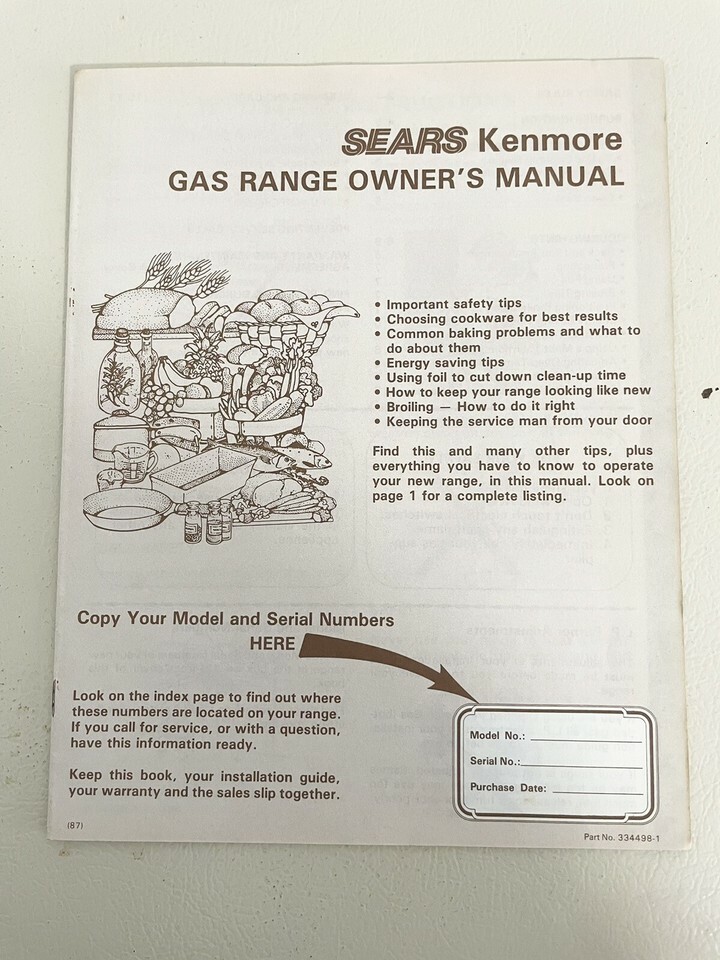 SEARS Kenmore
GAS RANGE OWNER'S MANUAL
• Important safety tips
• Choosing cookware for best results
• Common baking problems and what to
do about them
• Energy saving tips
• Using foil to cut down clean-up time
• How to keep your range looking like new
• Broiling — How to do it right
• Keeping the service man from your door
Find this and many other tips, plus
everything you have to know to operate
your new range, in this manual. Look on
page 1 for a complete listing.
Copy Your Model and Serial Numbers
HERE
Look on the index page to find out where
these numbers are located on your range.
If you call for service, or with a question,
have this information ready.
Keep this book, your installation guide,
your warranty and the sales slip together.
Model No.:
Serial No.:
Purchase Date:
(87)
Part No. 334498-1